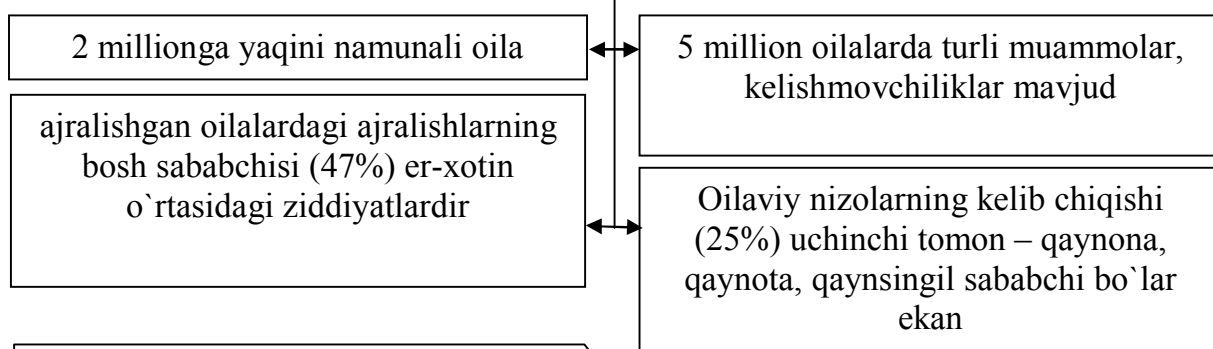 2 millionga yaqini namunali oila
5 million oilalarda turli muammolar,
kelishmovchiliklar mavjud
ajralishgan oilalardagi ajralishlarning
bosh sababchisi (47%) er-xotin
o`rtasidagi ziddiyatlardir
Oilaviy nizolarning kelib chiqishi
(25%) uchinchi tomon – qaynona,
qaynota, qaynsingil sababchi bo`lar
ekan